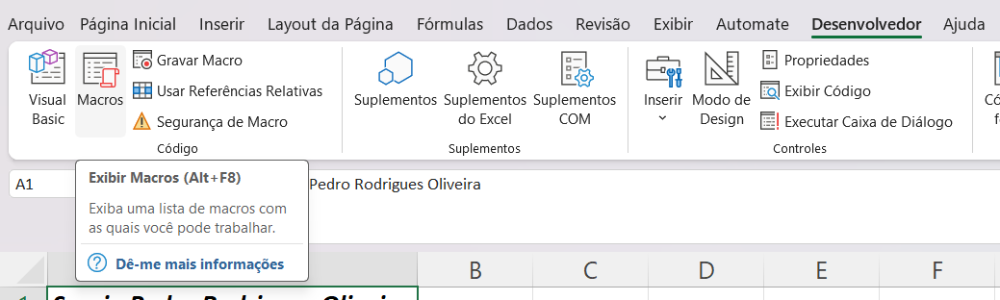 Arquivo Página Inicial Inserir Layout da Página Fórmulas Dados Revisão Exibir Automate Desenvolvedor Ajuda
Visual Basic
Macros
Gravar Macro
Usar Referências Relativas
Segurança de Macro
Código
Suplementos
Suplementos do Excel
Suplementos COM
Suplementos
Inserir
Modo de Design
Propriedades
Exibir Código
Executar Caixa de Diálogo
Controles
A1
Pedro Rodrigues Oliveira
Exibir Macros (Alt+F8)
Exiba uma lista de macros com
as quais você pode trabalhar.
Dê-me mais informações
B C D E F